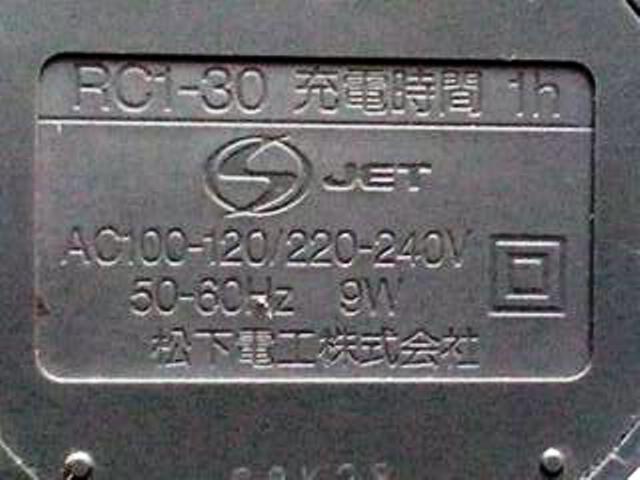 RC1-30 充電時間 1h
JET
AC100-120/220-240V
50-60Hz 9W
松下電工株式会社